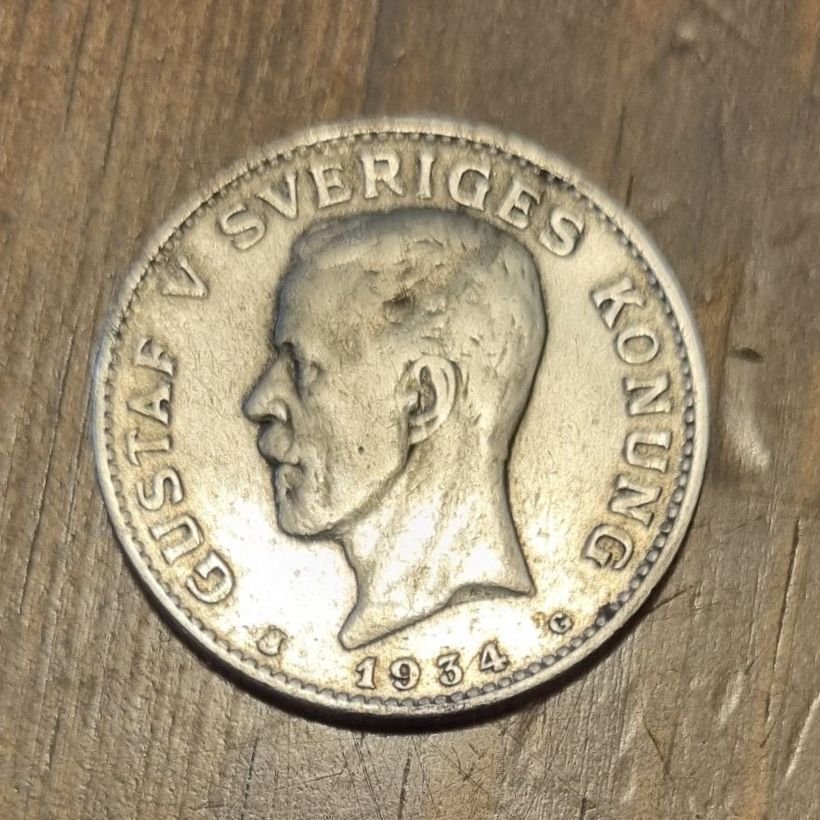 GUSTAF V SVERIGES KONUNG
1934
G